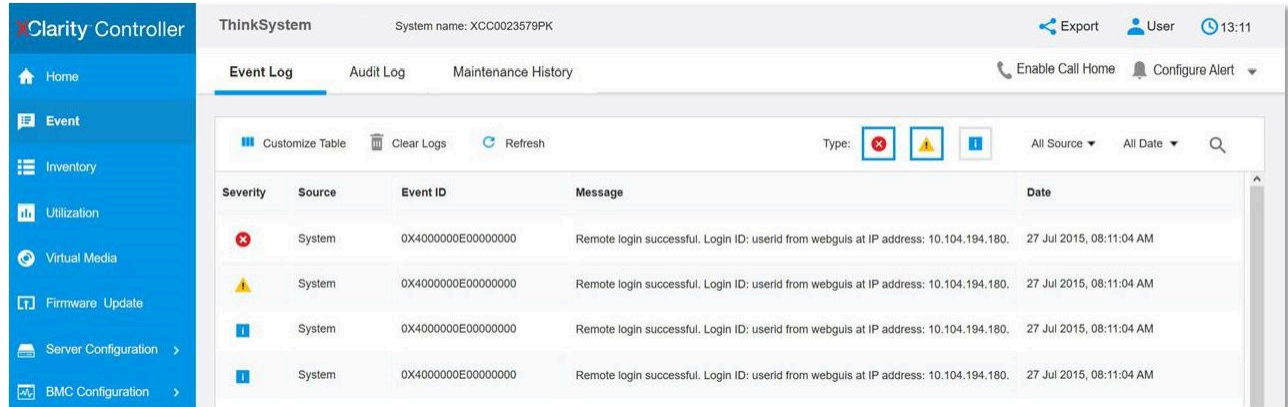 XClarity Controller
ThinkSystem System name: XCC0023579PK Export User 13:11
Home
Event Log Audit Log Maintenance History Enable Call Home Configure Alert
Event
Customize Table Clear Logs Refresh Type: All Source All Date
Inventory
Severity Source Event ID Message Date
Utilization
System 0X4000000E00000000 Remote login successful. Login ID: userid from webguis at IP address: 10.104.194.180. 27 Jul 2015, 08:11:04 AM
Virtual Media
System 0X4000000E00000000 Remote login successful. Login ID: userid from webguis at IP address: 10.104.194.180. 27 Jul 2015, 08:11:04 AM
Firmware Update
System 0X4000000E00000000 Remote login successful. Login ID: userid from webguis at IP address: 10.104.194.180. 27 Jul 2015, 08:11:04 AM
Server Configuration
System 0X4000000E00000000 Remote login successful. Login ID: userid from webguis at IP address: 10.104.194.180. 27 Jul 2015, 08:11:04 AM
BMC Configuration